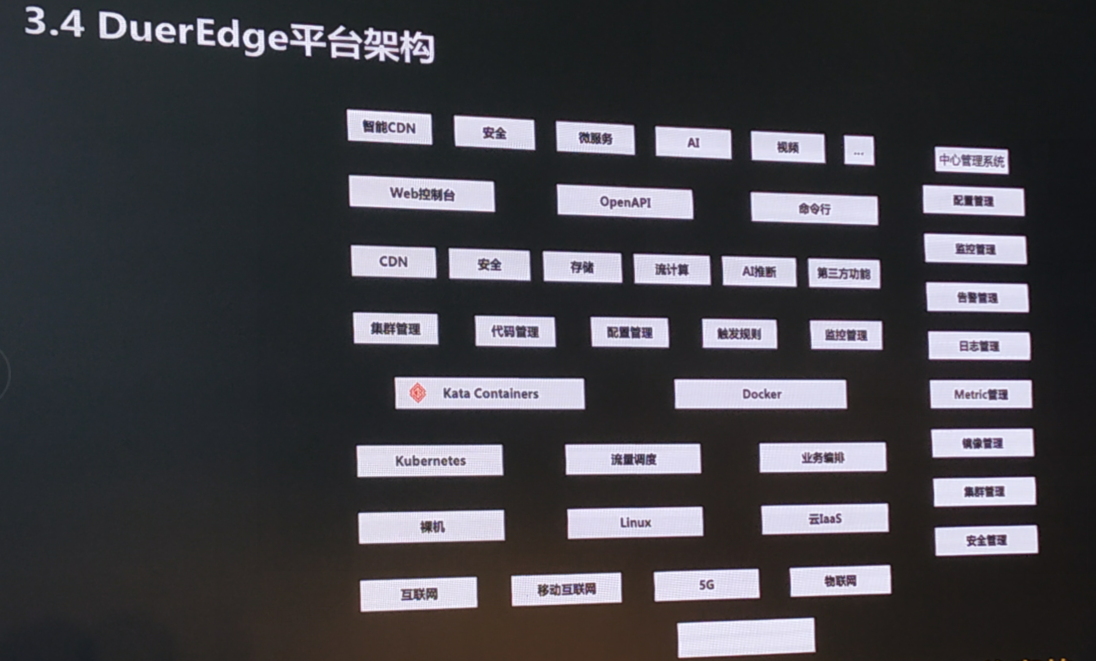 3.4 DuerEdge平台架构
智能CDN 安全 微服务 AI 视频 ...
中心管理系统
Web控制台 OpenAPI 命令行
配置管理
CDN 安全 存储 流计算 AI推断 第三方功能
监控管理
告警管理
集群管理 代码管理 配置管理 触发规则 监控管理
日志管理
Kata Containers Docker
Metric管理
Kubernetes 流量调度 业务编排
镜像管理
集群管理
裸机 Linux 云IaaS
安全管理
互联网 移动互联网 5G 物联网